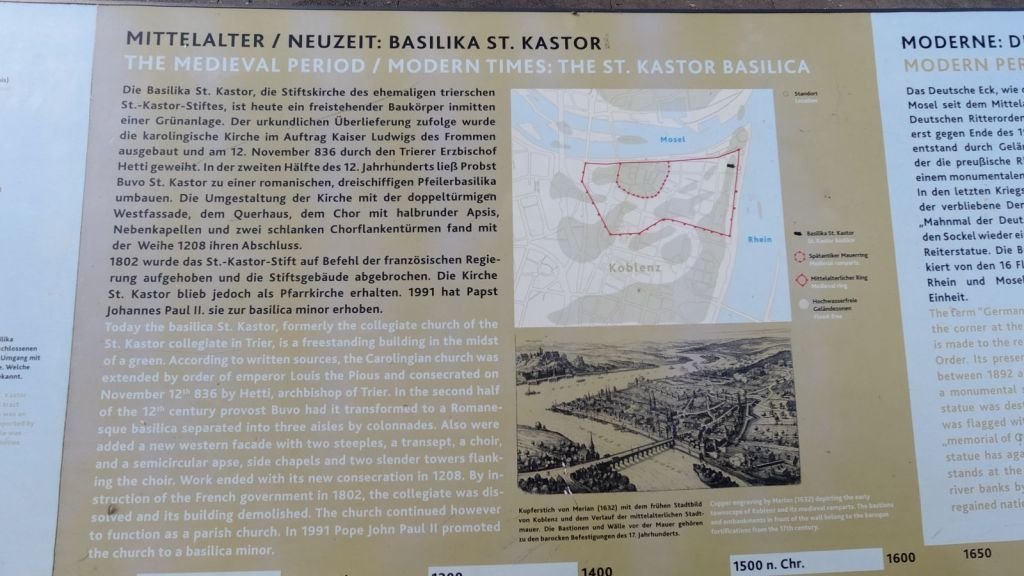 MITTELALTER / NEUZEIT: BASILIKA ST. KASTOR
THE MEDIEVAL PERIOD / MODERN TIMES: THE ST. KASTOR BASILICA
Die Basilika St. Kastor, die Stiftskirche des ehemaligen trierschen
St.-Kastor-Stiftes, ist heute ein freistehender Baukörper inmitten
einer Grünanlage. Der urkundlichen Überlieferung zufolge wurde
die karolingische Kirche im Auftrag Kaiser Ludwigs des Frommen
ausgebaut und am 12. November 836 durch den Trierer Erzbischof
Hetti geweiht. In der zweiten Hälfte des 12. Jahrhunderts ließ Probst
Buvo St. Kastor zu einer romanischen, dreischiffigen Pfeilerbasilika
umbauen. Die Umgestaltung der Kirche mit der doppeltürmigen
Westfassade, dem Querhaus, dem Chor mit halbrunder Apsis,
Nebenkapellen und zwei schlanken Chorflankentürmen fand mit
der Weihe 1208 ihren Abschluss.
1802 wurde das St.-Kastor-Stift auf Befehl der französischen Regie-
rung aufgehoben und die Stiftsgebäude abgebrochen. Die Kirche
St. Kastor blieb jedoch als Pfarrkirche erhalten. 1991 hat Papst
Johannes Paul II. sie zur basilica minor erhoben.
Today the basilica St. Kastor, formerly the collegiate church of the
St. Kastor collegiate in Trier, is a freestanding building in the midst
of a green. According to written sources, the Carolingian church was
extended by order of emperor Louis the Pious and consecrated on
November 12th 836 by Hetti, archbishop of Trier. In the second half
of the 12th century provost Buvo had it transformed to a Romane-
sque basilica separated into three aisles by colonnades. Also were
added a new western facade with two steeples, a transept, a choir,
and a semicircular apse, side chapels and two slender towers flank-
ing the choir. Work ended with its new consecration in 1208. By in-
struction of the French government in 1802, the collegiate was dis-
solved and its building demolished. The church continued however
to function as a parish church. In 1991 Pope John Paul II promoted
the church to a basilica minor.
Mosel
Rhein
Koblenz
Standort
Location
Basilika St. Kastor
St. Kastor Basilica
Spätantiker Mauerring
Medieval ramparts
Mittelalterlicher Ring
Medieval ring
Hochwasserfreie
Geländezonen
Flood free
Kupferstich von Merian (1632) mit dem frühen Stadtbild
von Koblenz und dem Verlauf der mittelalterlichen Stadt-
mauer. Die Bastionen und Wälle vor der Mauer gehören
zu den barocken Befestigungen des 17. Jahrhunderts.
Copper engraving by Merian (1632) depicting the early
townscape of Koblenz and its medieval ramparts. The bastions
and embankments in front of the wall belong to the baroque
fortifications from the 17th century.
1400
1500 n. Chr.
1600
1650
MODERNE: D
MODERN PER
Das Deutsche Eck, wie
Mosel seit dem Mittel
Deutschen Ritterorden
erst gegen Ende des 1
entstand durch Gelän
der die preußische R
einem monumentalen
In den letzten Kriegs
der verbliebene Der
„Mahnmal der Deut
den Sockel wieder ei
Reiterstatue. Die B
kiert von den 16 Fl
Rhein und Mosel
Einheit.
The term "German
the corner at the
is made to the re
Order. Its presen
between 1892 a
a monumental
statue was dest
was flagged wit
„memorial of G
statue has aga
stands at the
river banks by
regained natio